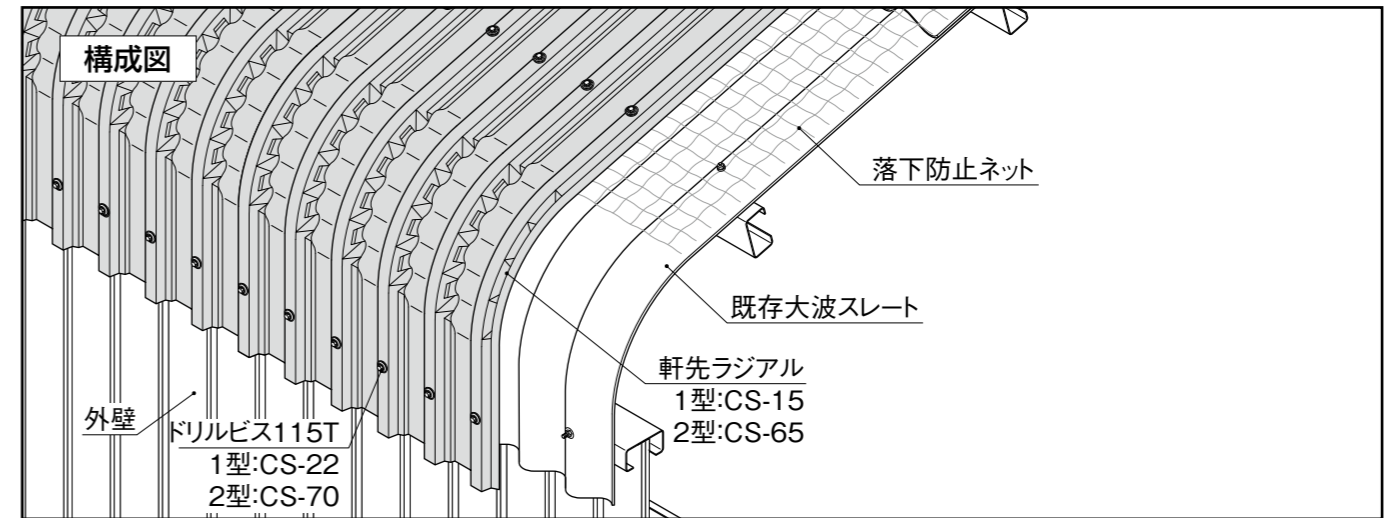 構成図
落下防止ネット
既存大波スレート
軒先ラジアル
1型:CS-15
2型:CS-65
外壁
ドリルビス115T
1型:CS-22
2型:CS-70